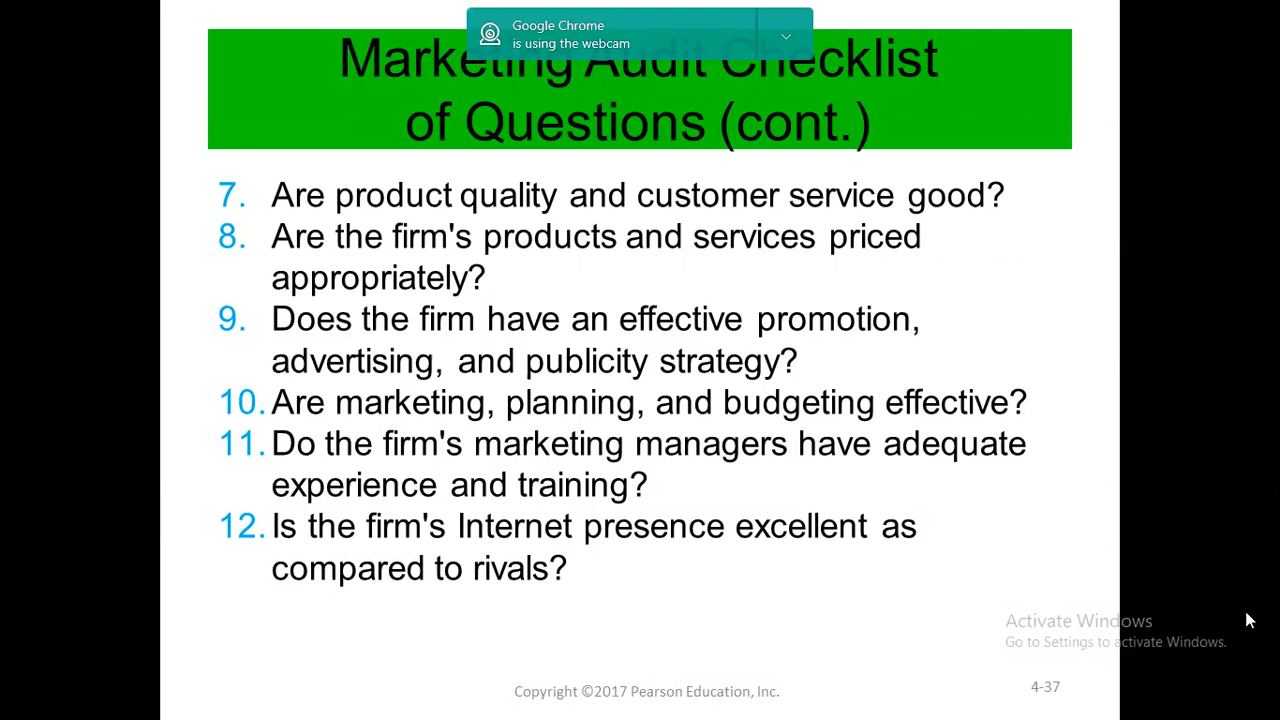 Google Chrome
is using the webcam
Marketing Audit Checklist
of Questions (cont.)
7. Are product quality and customer service good?
8. Are the firm's products and services priced
appropriately?
9. Does the firm have an effective promotion,
advertising, and publicity strategy?
10. Are marketing, planning, and budgeting effective?
11. Do the firm's marketing managers have adequate
experience and training?
12. Is the firm's Internet presence excellent as
compared to rivals?
Activate Windows
Go to Settings to activate Windows.
Copyright ©2017 Pearson Education, Inc.
4-37